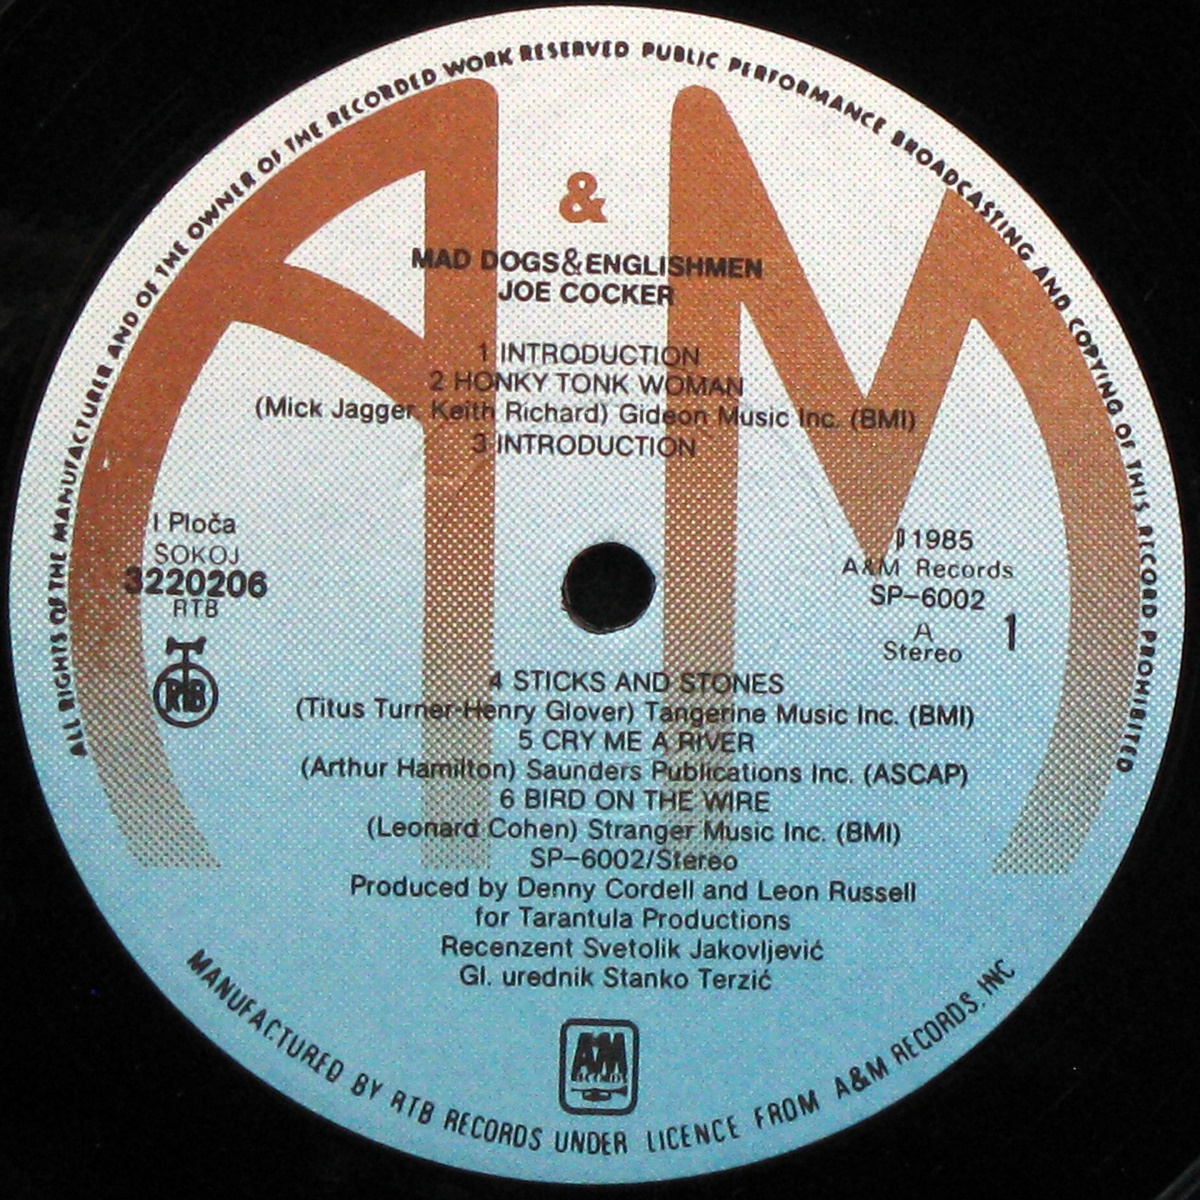 ALL RIGHTS OF THE MANUFACTURER AND OF THE OWNER OF THE RECORDED WORK RESERVED PUBLIC PERFORMANCE BROADCASTING AND COPYING OF THIS RECORD PROHIBITED
A
&
M
MAD DOGS&ENGLISHMEN
JOE COCKER
1 INTRODUCTION
2 HONKY TONK WOMAN
(Mick Jagger, Keith Richard) Gideon Music Inc. (BMI)
3 INTRODUCTION
I Ploča
SOKOJ
3220206
RTB
RTB
℗ 1985
A&M Records
SP-6002
A
Stereo
1
4 STICKS AND STONES
(Titus Turner-Henry Glover) Tangerine Music Inc. (BMI)
5 CRY ME A RIVER
(Arthur Hamilton) Saunders Publications Inc. (ASCAP)
6 BIRD ON THE WIRE
(Leonard Cohen) Stranger Music Inc. (BMI)
SP-6002/Stereo
Produced by Denny Cordell and Leon Russell
for Tarantula Productions
Recenzent Svetolik Jakovljević
Gl. urednik Stanko Terzić
A&M
RECORDS
MANUFACTURED BY RTB RECORDS UNDER LICENCE FROM A&M RECORDS. INC